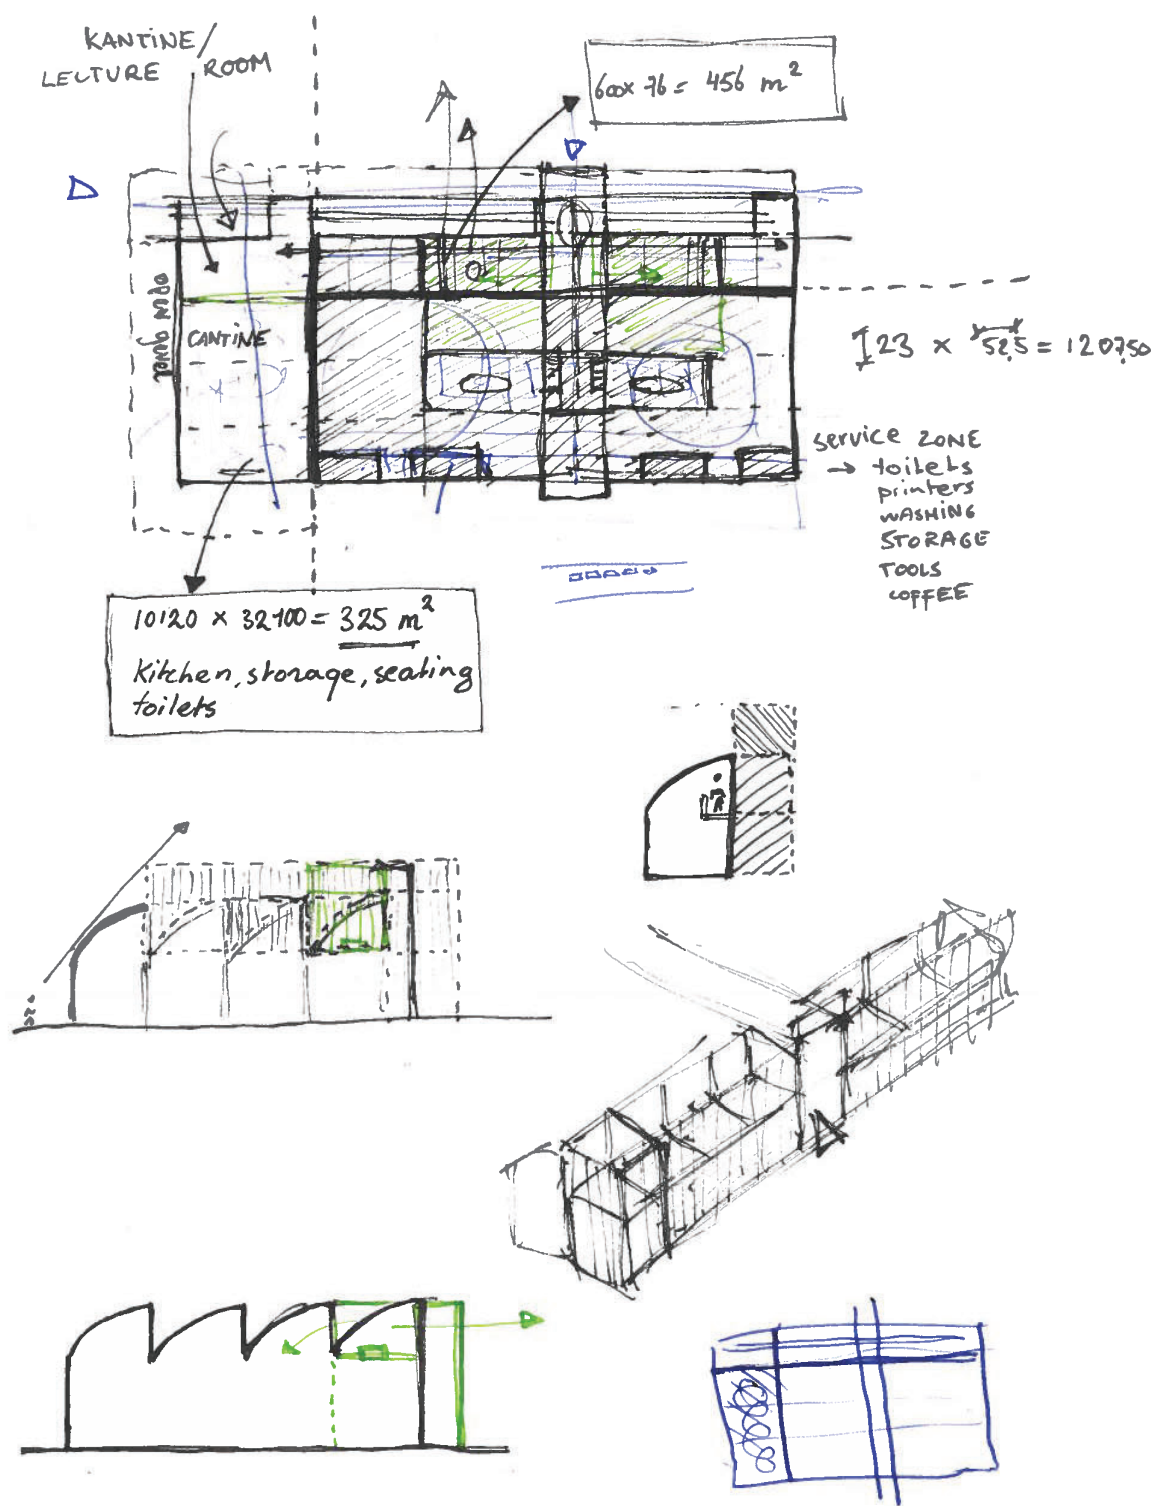 KANTINE/
LECTURE ROOM
600x 76 = 456 m²
CANTINE
23 x 52,5 = 1207,50
SERVICE ZONE
→ toilets
printers
WASHING
STORAGE
TOOLS
COFFEE
10120 x 32100 = 325 m²
kitchen, storage, seating
toilets